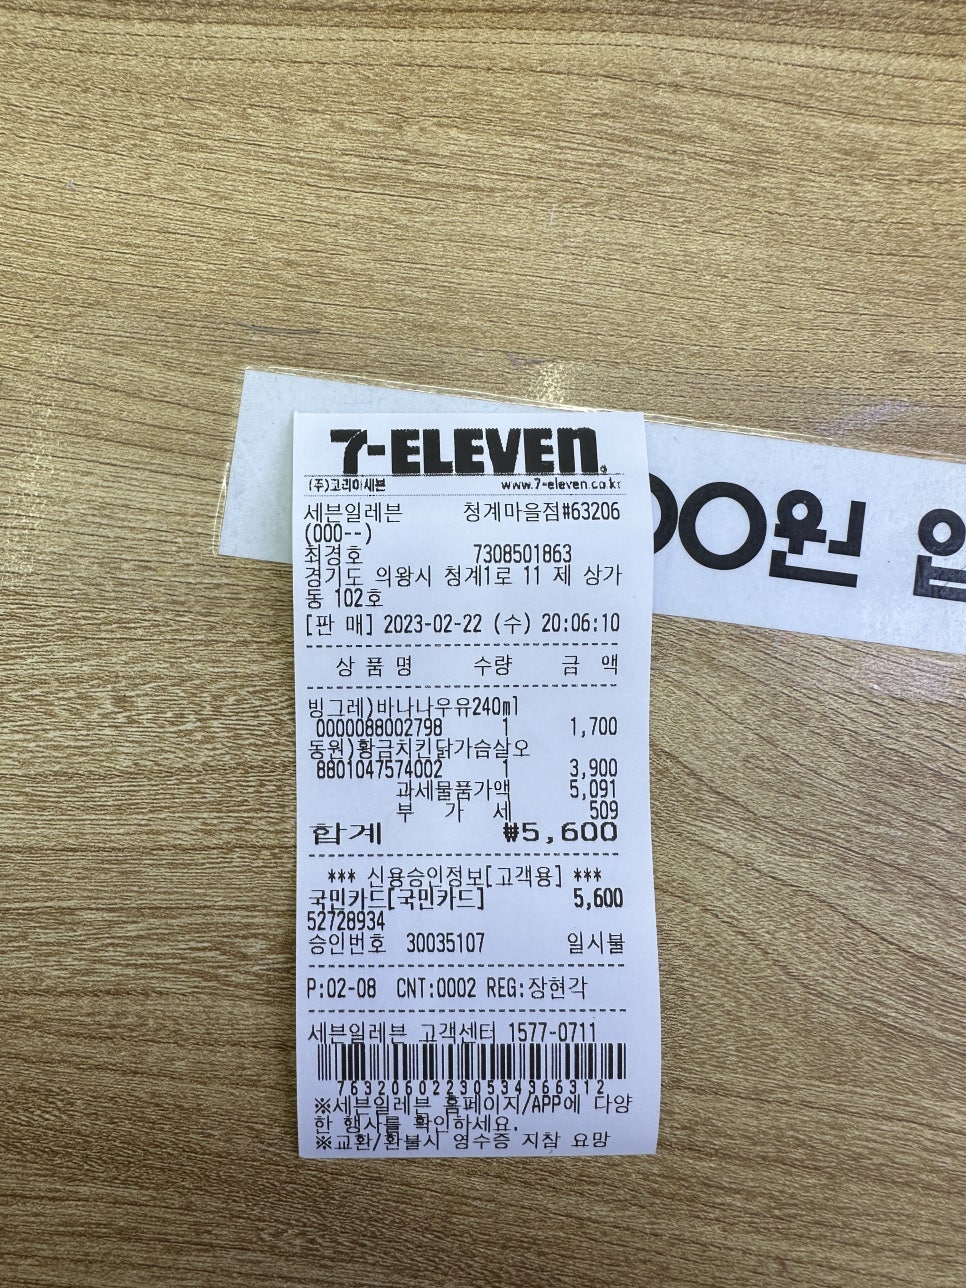 7-ELEVEN
(주)코리아세븐 www.7-eleven.co.kr
세븐일레븐 청계마을점#63206
(000--)
최경호 7308501863
경기도 의왕시 청계1로 11 제 상가
동 102호
[판 매] 2023-02-22 (수) 20:06:10
상 품 명 수량 금 액
빙그레)바나나우유240ml
0000088002798 1 1,700
동원)황금치킨닭가슴살오
8801047574002 1 3,900
과세물품가액 5,091
부 가 세 509
합계 ₩5,600
*** 신용승인정보[고객용] ***
국민카드[국민카드] 5,600
52728934
승인번호 30035107 일시불
P:02-08 CNT:0002 REG:장현각
세븐일레븐 고객센터 1577-0711
76320602230534366312
※세븐일레븐 홈페이지/APP에 다양
한 행사를 확인하세요.
※교환/환불시 영수증 지참 요망
00원